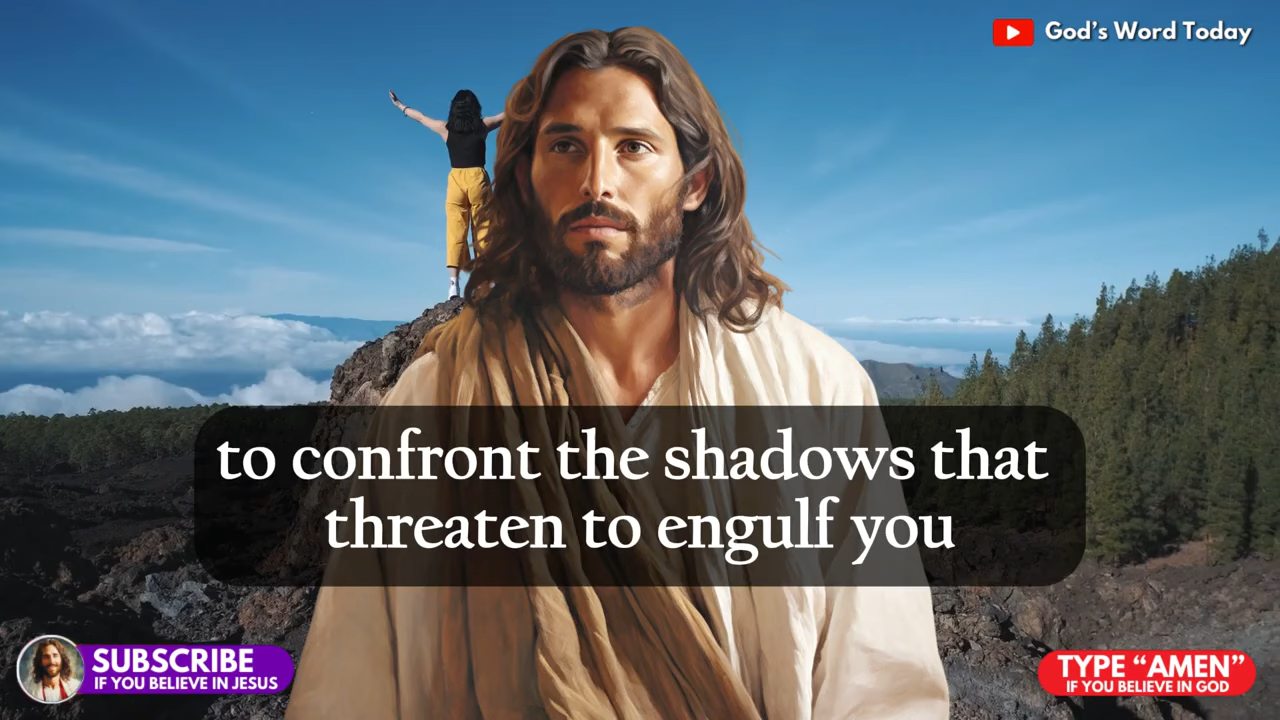 God's Word Today
to confront the shadows that
threaten to engulf you
SUBSCRIBE
IF YOU BELIEVE IN JESUS
TYPE “AMEN”
IF YOU BELIEVE IN GOD